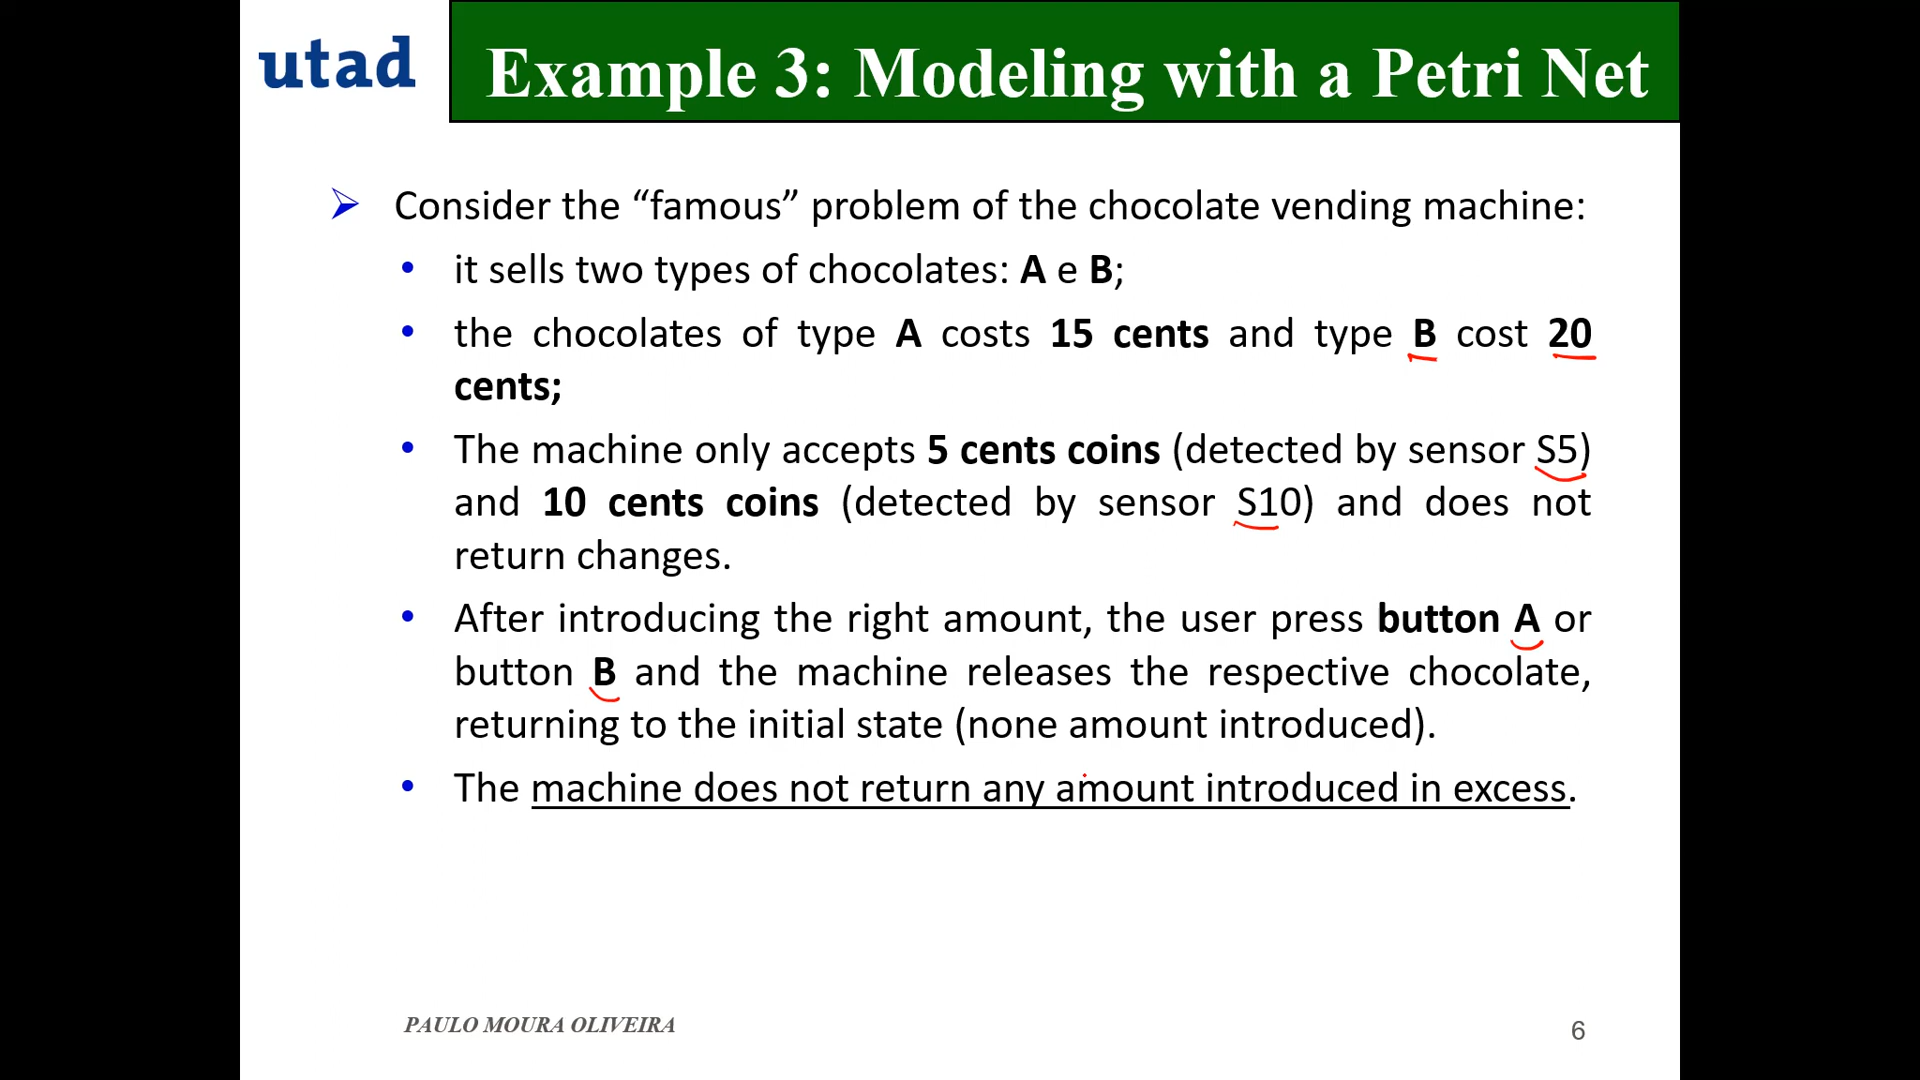 utad
Example 3: Modeling with a Petri Net
➢ Consider the “famous” problem of the chocolate vending machine:
• it sells two types of chocolates: A e B;
• the chocolates of type A costs 15 cents and type B cost 20
cents;
• The machine only accepts 5 cents coins (detected by sensor S5)
and 10 cents coins (detected by sensor S10) and does not
return changes.
• After introducing the right amount, the user press button A or
button B and the machine releases the respective chocolate,
returning to the initial state (none amount introduced).
• The machine does not return any amount introduced in excess.
PAULO MOURA OLIVEIRA
6